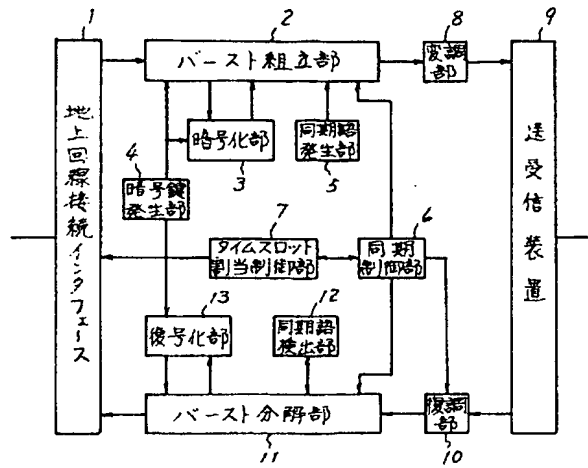 1
2
8
9
バースト組立部
変調
部
暗号化部
同期語
発生部
4
3
5
暗号鍵
発生部
地上回線接続インタフェース
送受信装置
7
6
タイムスロット
割当制御部
同期
制御部
13
12
復号化部
同期語
検出部
バースト分解部
復調
部
11
10